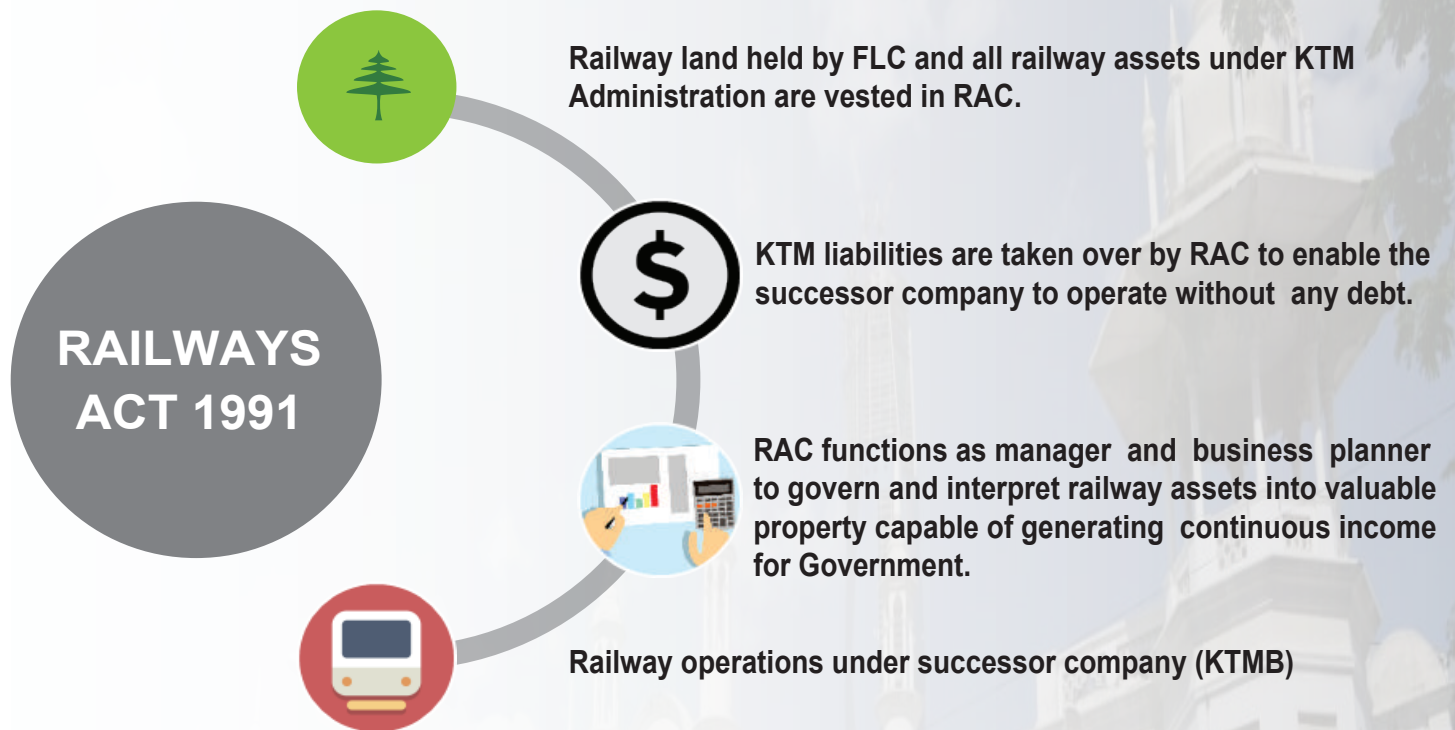 Railway land held by FLC and all railway assets under KTM
Administration are vested in RAC.
$
KTM liabilities are taken over by RAC to enable the
successor company to operate without any debt.
RAILWAYS
ACT 1991
RAC functions as manager and business planner
to govern and interpret railway assets into valuable
property capable of generating continuous income
for Government.
Railway operations under successor company (KTMB)